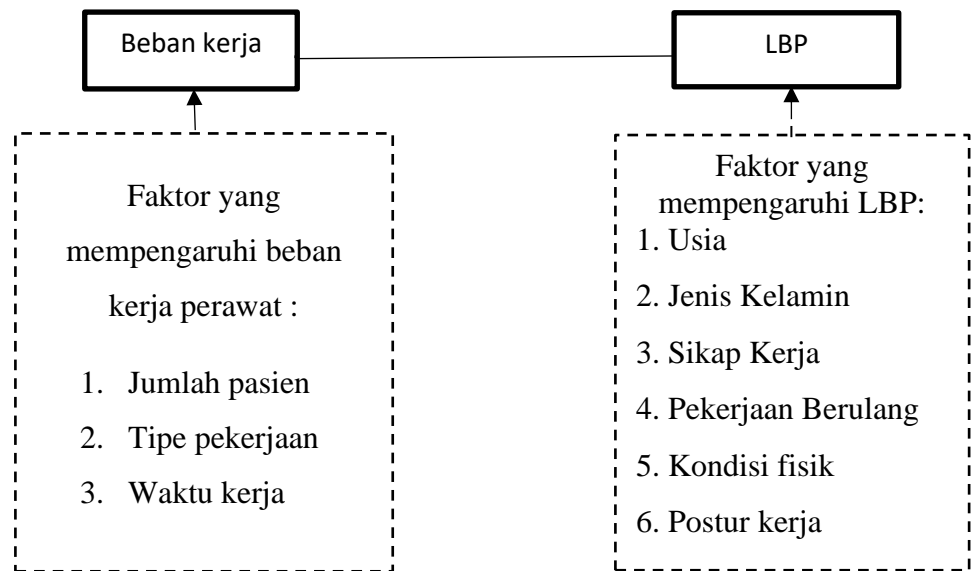 Beban kerja
LBP
Faktor yang
mempengaruhi beban
kerja perawat :
1. Jumlah pasien
2. Tipe pekerjaan
3. Waktu kerja
Faktor yang
mempengaruhi LBP:
1. Usia
2. Jenis Kelamin
3. Sikap Kerja
4. Pekerjaan Berulang
5. Kondisi fisik
6. Postur kerja